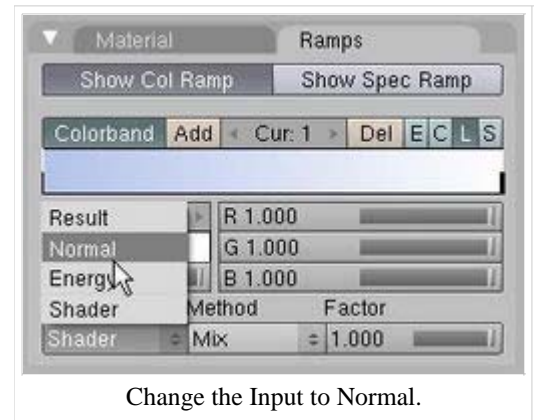 Material Ramps
Show Col Ramp Show Spec Ramp
Colorband Add Cur: 1 Del E C L S
Result R 1.000
Normal G 1.000
Energy B 1.000
Shader Method Factor
Shader Mix 1.000
Change the Input to Normal.